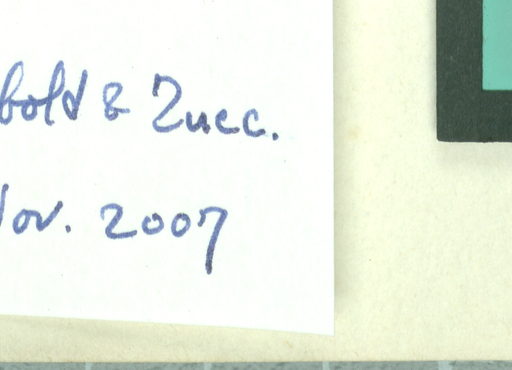 bold & Zucc.
Nov. 2007